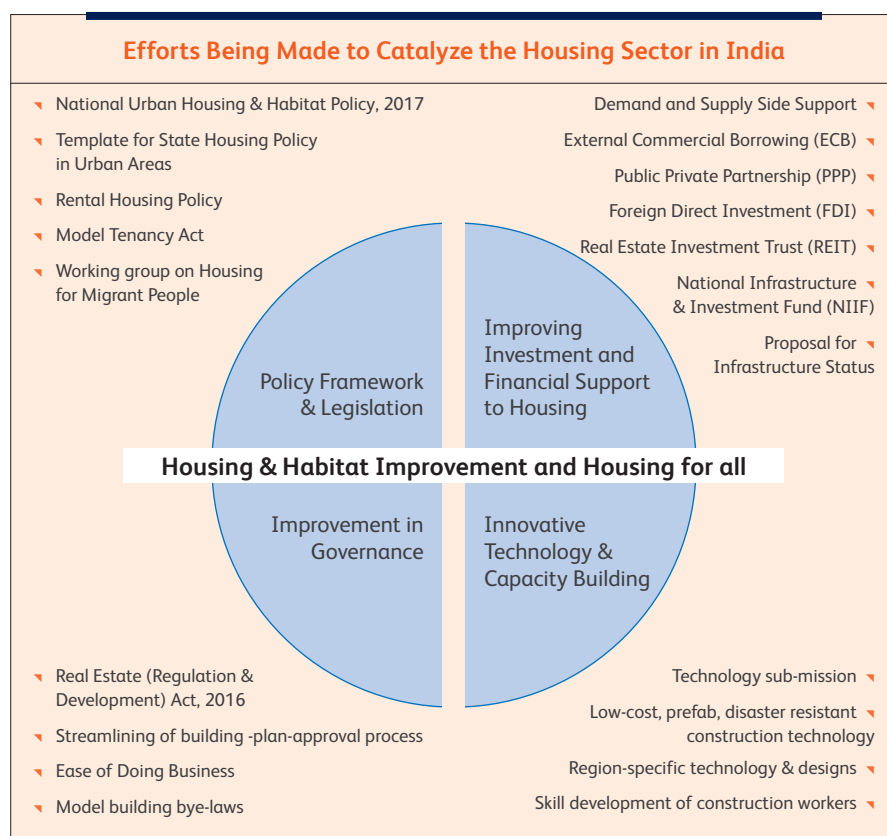 Efforts Being Made to Catalyze the Housing Sector in India
National Urban Housing & Habitat Policy, 2017
Template for State Housing Policy
in Urban Areas
Rental Housing Policy
Model Tenancy Act
Working group on Housing
for Migrant People
Demand and Supply Side Support
External Commercial Borrowing (ECB)
Public Private Partnership (PPP)
Foreign Direct Investment (FDI)
Real Estate Investment Trust (REIT)
National Infrastructure
& Investment Fund (NIIF)
Proposal for
Infrastructure Status
Policy Framework
& Legislation
Improving
Investment and
Financial Support
to Housing
Housing & Habitat Improvement and Housing for all
Improvement in
Governance
Innovative
Technology &
Capacity Building
Real Estate (Regulation &
Development) Act, 2016
Streamlining of building -plan-approval process
Ease of Doing Business
Model building bye-laws
Technology sub-mission
Low-cost, prefab, disaster resistant
construction technology
Region-specific technology & designs
Skill development of construction workers